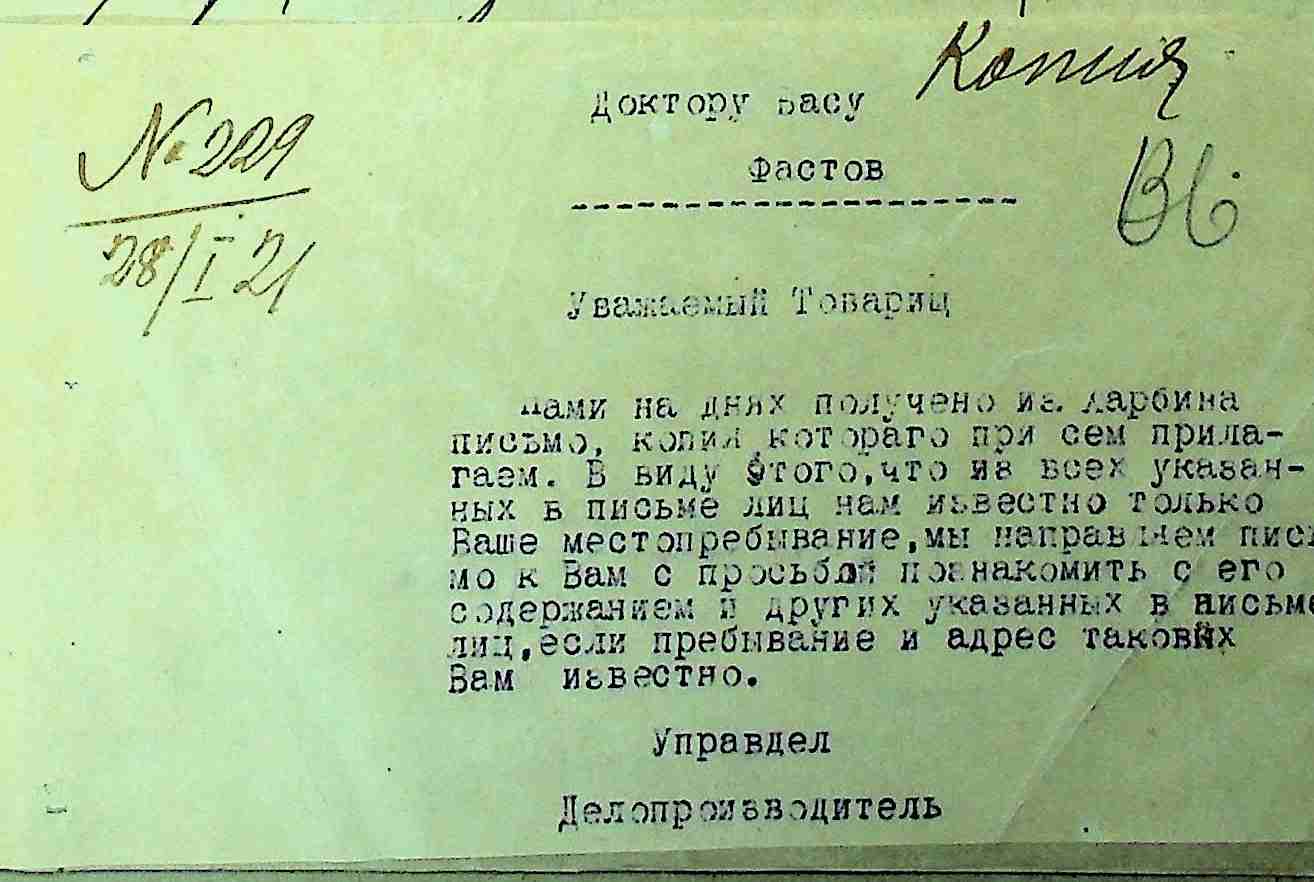 Копия
№ 229
28/I 21
Доктору Басу
Фастов
Уважаемый Товарищ
Нами на днях получено из Харбина
письмо, копия котораго при сем прила-
гаем. В виду этого,что из всех указан-
ных в письме лиц нам известно только
Ваше местопребывание,мы направляем пись
мо к Вам с просьбой познакомить с его
содержанием и других указанных в письме
лиц,если пребывание и адрес таковых
Вам известно.
Управдел
Делопроизводитель